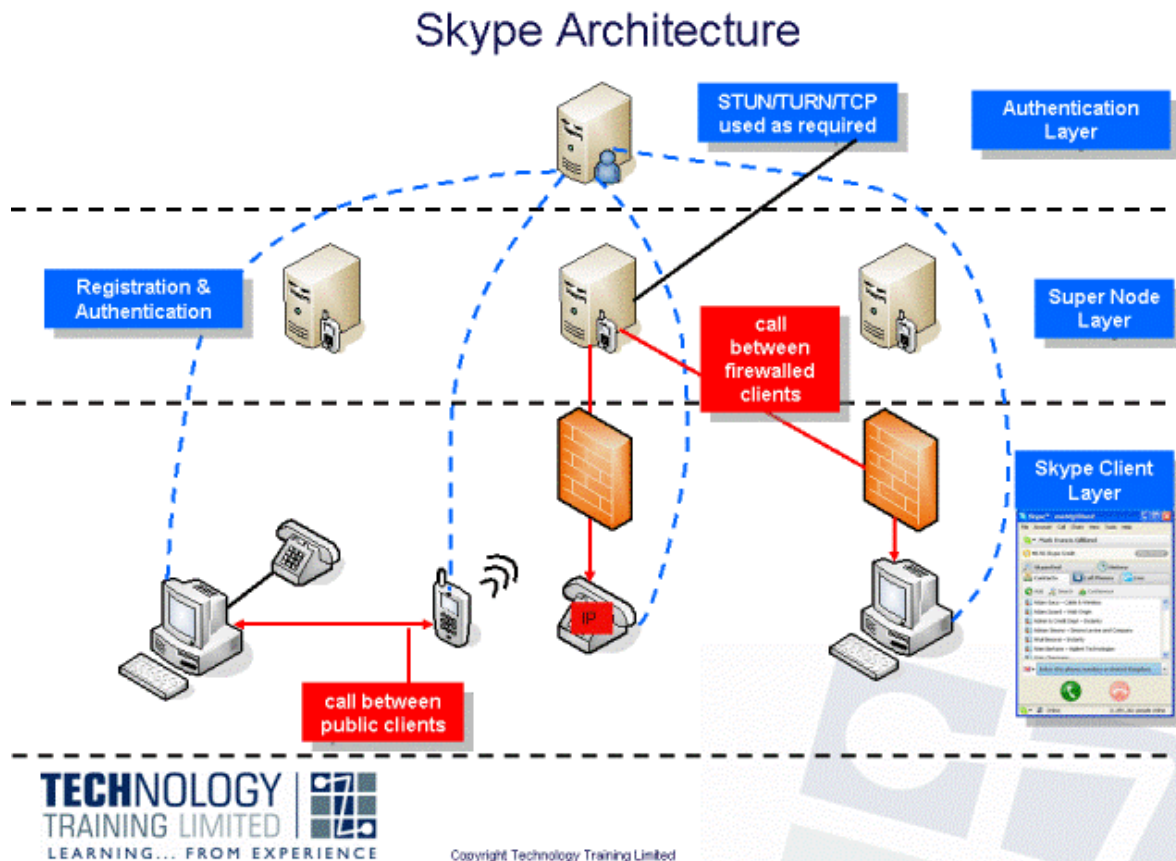 Skype Architecture
STUN/TURN/TCP
used as required
Authentication
Layer
Registration &
Authentication
Super Node
Layer
call
between
firewalled
clients
Skype Client
Layer
IP
call between
public clients
TECHNOLOGY
TRAINING LIMITED
LEARNING... FROM EXPERIENCE
Copyright Technology Training Limited